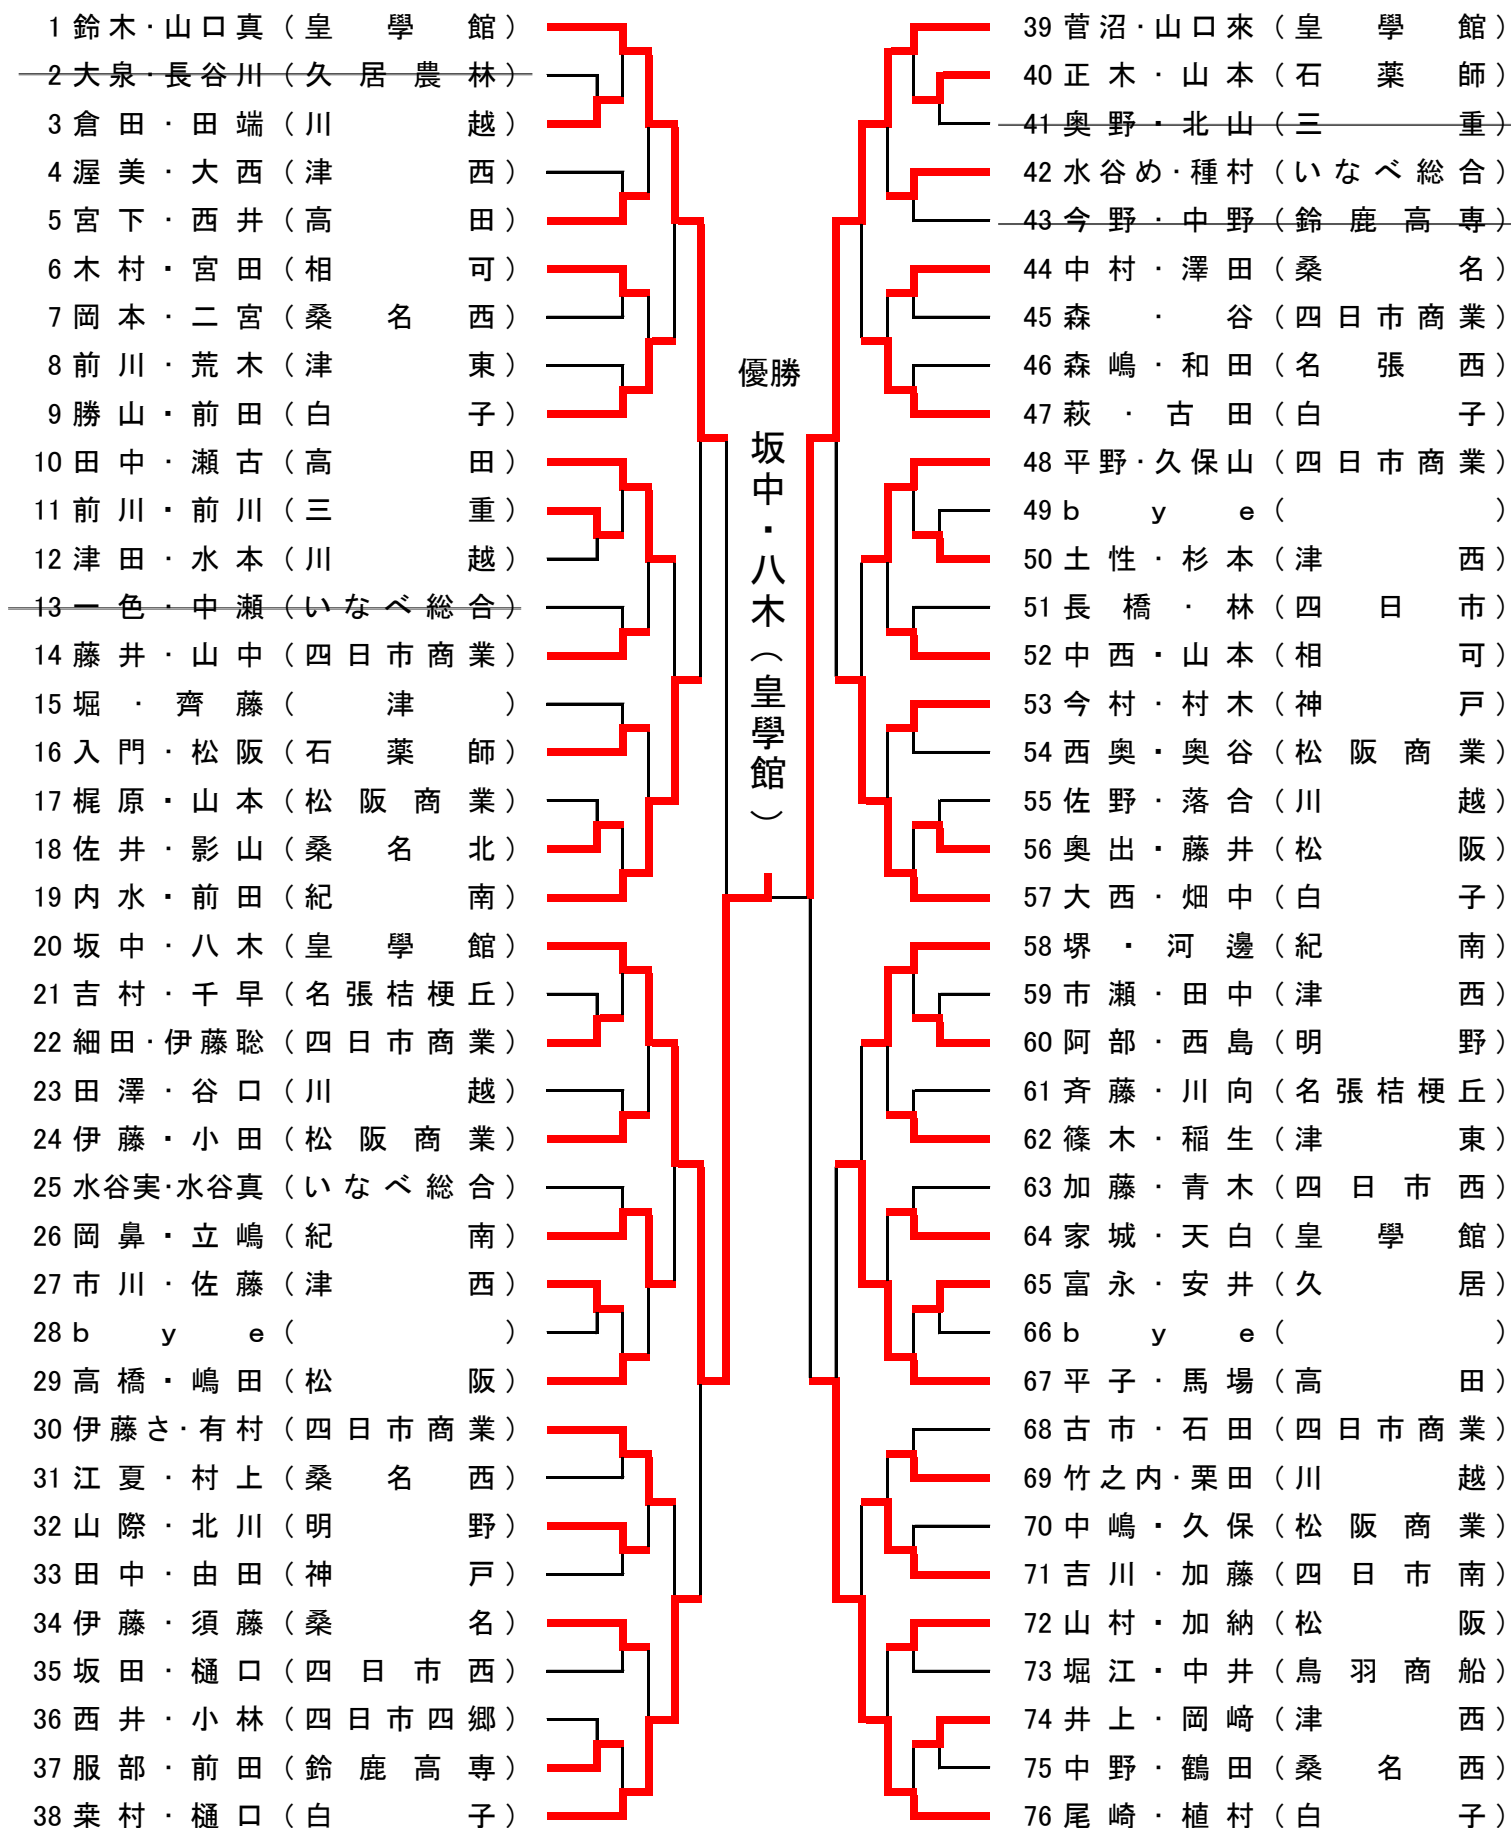 1 鈴木・山口真 (皇學館)
2 大泉・長谷川 (久居農林)
3 倉田・田端 (川越)
4 渥美・大西 (津西)
5 宮下・西井 (高田)
6 木村・宮田 (相可)
7 岡本・二宮 (桑名西)
8 前川・荒木 (津東)
9 勝山・前田 (白子)
10 田中・瀬古 (高田)
11 前川・前川 (三重)
12 津田・水本 (川越)
13 一色・中瀬 (いなべ総合)
14 藤井・山中 (四日市商業)
15 堀・齊藤 (津)
16 入門・松阪 (石薬師)
17 梶原・山本 (松阪商業)
18 佐井・影山 (桑名北)
19 内水・前田 (紀南)
20 坂中・八木 (皇學館)
21 吉村・千早 (名張桔梗丘)
22 細田・伊藤聡 (四日市商業)
23 田澤・谷口 (川越)
24 伊藤・小田 (松阪商業)
25 水谷実・水谷真 (いなべ総合)
26 岡鼻・立嶋 (紀南)
27 市川・佐藤 (津西)
28 bye ( )
29 高橋・嶋田 (松阪)
30 伊藤さ・有村 (四日市商業)
31 江夏・村上 (桑名西)
32 山際・北川 (明野)
33 田中・由田 (神戸)
34 伊藤・須藤 (桑名)
35 坂田・樋口 (四日市西)
36 西井・小林 (四日市四郷)
37 服部・前田 (鈴鹿高専)
38 桒村・樋口 (白子)
優勝
坂中・八木(皇學館)
39 菅沼・山口來 (皇學館)
40 正木・山本 (石薬師)
41 奥野・北山 (三重)
42 水谷め・種村 (いなべ総合)
43 今野・中野 (鈴鹿高専)
44 中村・澤田 (桑名)
45 森・谷 (四日市商業)
46 森嶋・和田 (名張西)
47 萩・古田 (白子)
48 平野・久保山 (四日市商業)
49 bye ( )
50 土性・杉本 (津西)
51 長橋・林 (四日市)
52 中西・山本 (相可)
53 今村・村木 (神戸)
54 西奥・奥谷 (松阪商業)
55 佐野・落合 (川越)
56 奥出・藤井 (松阪)
57 大西・畑中 (白子)
58 堺・河邊 (紀南)
59 市瀬・田中 (津西)
60 阿部・西島 (明野)
61 斉藤・川向 (名張桔梗丘)
62 篠木・稲生 (津東)
63 加藤・青木 (四日市西)
64 家城・天白 (皇學館)
65 富永・安井 (久居)
66 bye ( )
67 平子・馬場 (高田)
68 古市・石田 (四日市商業)
69 竹之内・栗田 (川越)
70 中嶋・久保 (松阪商業)
71 吉川・加藤 (四日市南)
72 山村・加納 (松阪)
73 堀江・中井 (鳥羽商船)
74 井上・岡﨑 (津西)
75 中野・鶴田 (桑名西)
76 尾崎・植村 (白子)